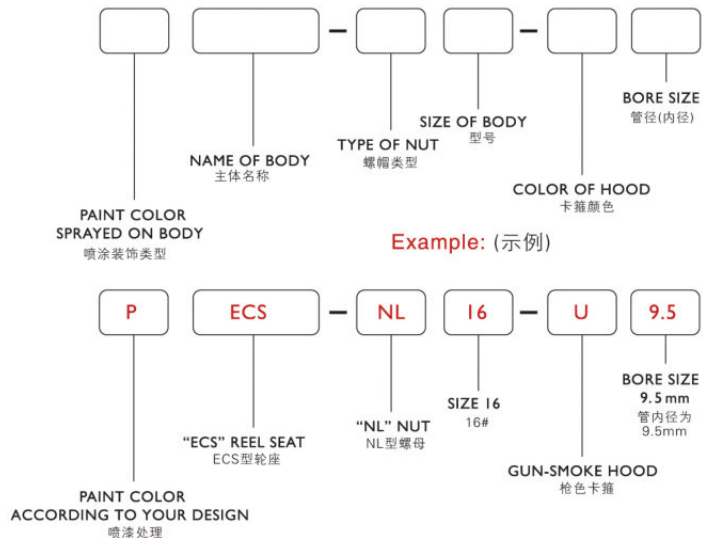 BORE SIZE
管径(内径)
SIZE OF BODY
型号
TYPE OF NUT
螺帽类型
NAME OF BODY
主体名称
COLOR OF HOOD
卡箍颜色
PAINT COLOR
SPRAYED ON BODY
喷涂装饰类型
Example: (示例)
P ECS - NL 16 - U 9.5
BORE SIZE
9.5 mm
管内径为
9.5mm
SIZE 16
16#
"NL" NUT
NL型螺母
"ECS" REEL SEAT
ECS型轮座
GUN-SMOKE HOOD
枪色卡箍
PAINT COLOR
ACCORDING TO YOUR DESIGN
喷漆处理